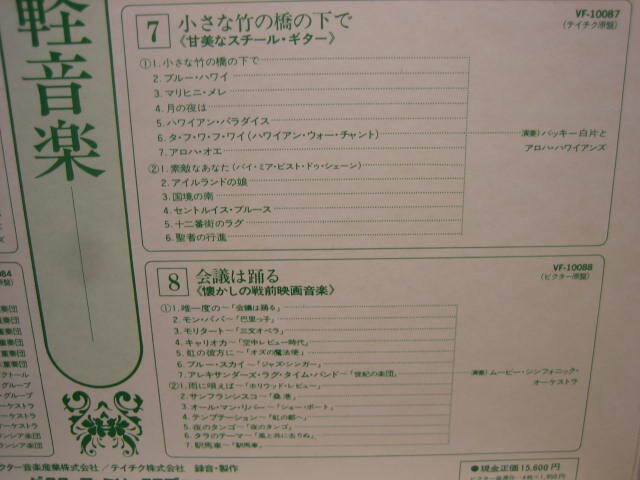 軽音楽
7 小さな竹の橋の下で
《甘美なスチール・ギター》
VF-10087
(テイチク原盤)
①1.小さな竹の橋の下で
2.ブルー・ハワイ
3.マリヒニ・メレ
4.月の夜は
5.ハワイアン・パラダイス
6.タ・フ・ワ・フ・ワイ(ハワイアン・ウォー・チャント)
7.アロハ・オエ
②1.素敵なあなた(バイ・ミア・ビスト・ドゥ・シェーン)
2.アイルランドの娘
3.国境の南
4.セントルイス・ブルース
5.十二番街のラグ
6.聖者の行進
演奏)バッキー白片と
アロハ・ハワイアンズ
8 会議は踊る
《懐かしの戦前映画音楽》
VF-10088
(ビクター原盤)
①1.唯一度の〜「会議は踊る」
2.モン・パパ〜「巴里っ子」
3.モリタート〜「三文オペラ」
4.キャリオカ〜「空中レビュー時代」
5.虹の彼方に〜「オズの魔法使」
6.ブルー・スカイ〜「ジャズ・シンガー」
7.アレキサンダーズ・ラグ・タイム・バンド〜「世紀の楽団」
②1.雨に唄えば〜「ホリウッド・レビュー」
2.サンフランシスコ〜「桑港」
3.オール・マン・リバー〜「ショー・ボート」
4.テンプテーション〜「虹の都へ」
5.夜のタンゴ〜「夜のタンゴ」
6.タラのテーマ〜「風と共に去りぬ」
7.駅馬車〜「駅馬車」
演奏)ムービー・シンフォニック・
オーケストラ
クター音楽産業株式会社/テイチク株式会社 録音・製作
●現金正価15,600円